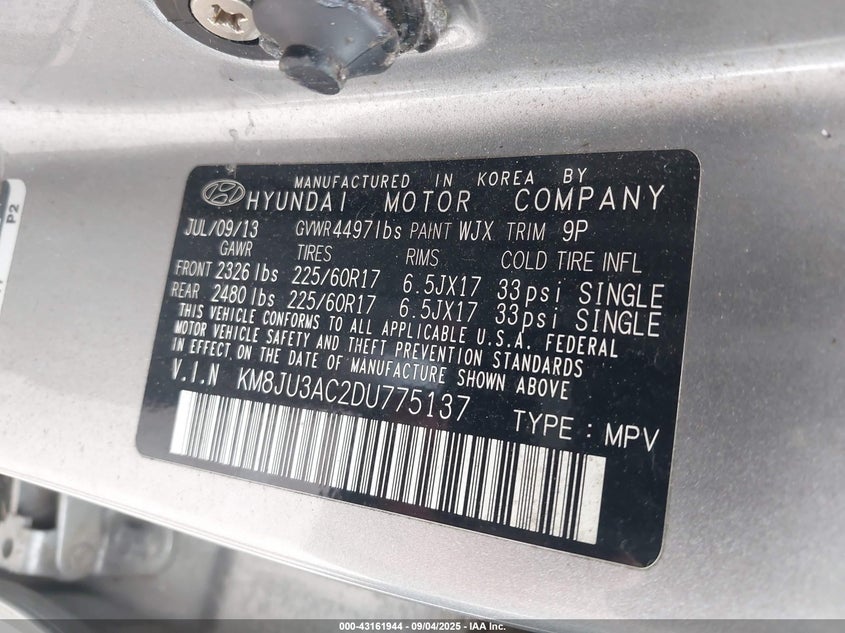 MANUFACTURED IN KOREA BY
HYUNDAI MOTOR COMPANY
JUL/09/13 GVWR4497lbs PAINT WJX TRIM 9P
GAWR TIRES RIMS COLD TIRE INFL
FRONT 2326 lbs 225/60R17 6.5JX17 33psi SINGLE
REAR 2480 lbs 225/60R17 6.5JX17 33psi SINGLE
THIS VEHICLE CONFORMS TO ALL APPLICABLE U.S.A. FEDERAL
MOTOR VEHICLE SAFETY AND THEFT PREVENTION STANDARDS
IN EFFECT ON THE DATE OF MANUFACTURE SHOWN ABOVE
V.I.N KM8JU3AC2DU775137
TYPE : MPV
P2
000-43161944 - 09/04/2025 - IAA Inc.